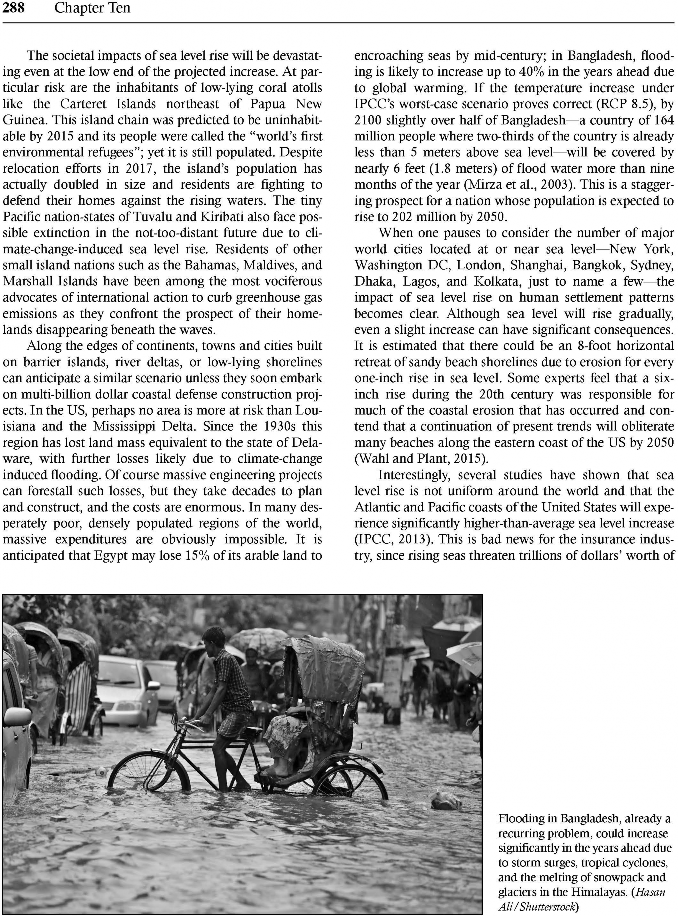 288 Chapter Ten
The societal impacts of sea level rise will be devastat-
ing even at the low end of the projected increase. At par-
ticular risk are the inhabitants of low-lying coral atolls
like the Carteret Islands northeast of Papua New
Guinea. This island chain was predicted to be uninhabit-
able by 2015 and its people were called the “world’s first
environmental refugees”; yet it is still populated. Despite
relocation efforts in 2017, the island’s population has
actually doubled in size and residents are fighting to
defend their homes against the rising waters. The tiny
Pacific nation-states of Tuvalu and Kiribati also face pos-
sible extinction in the not-too-distant future due to cli-
mate-change-induced sea level rise. Residents of other
small island nations such as the Bahamas, Maldives, and
Marshall Islands have been among the most vociferous
advocates of international action to curb greenhouse gas
emissions as they confront the prospect of their home-
lands disappearing beneath the waves.
Along the edges of continents, towns and cities built
on barrier islands, river deltas, or low-lying shorelines
can anticipate a similar scenario unless they soon embark
on multi-billion dollar coastal defense construction proj-
ects. In the US, perhaps no area is more at risk than Lou-
isiana and the Mississippi Delta. Since the 1930s this
region has lost land mass equivalent to the state of Dela-
ware, with further losses likely due to climate-change
induced flooding. Of course massive engineering projects
can forestall such losses, but they take decades to plan
and construct, and the costs are enormous. In many des-
perately poor, densely populated regions of the world,
massive expenditures are obviously impossible. It is
anticipated that Egypt may lose 15% of its arable land to
encroaching seas by mid-century; in Bangladesh, flood-
ing is likely to increase up to 40% in the years ahead due
to global warming. If the temperature increase under
IPCC’s worst-case scenario proves correct (RCP 8.5), by
2100 slightly over half of Bangladesh—a country of 164
million people where two-thirds of the country is already
less than 5 meters above sea level—will be covered by
nearly 6 feet (1.8 meters) of flood water more than nine
months of the year (Mirza et al., 2003). This is a stagger-
ing prospect for a nation whose population is expected to
rise to 202 million by 2050.
When one pauses to consider the number of major
world cities located at or near sea level—New York,
Washington DC, London, Shanghai, Bangkok, Sydney,
Dhaka, Lagos, and Kolkata, just to name a few—the
impact of sea level rise on human settlement patterns
becomes clear. Although sea level will rise gradually,
even a slight increase can have significant consequences.
It is estimated that there could be an 8-foot horizontal
retreat of sandy beach shorelines due to erosion for every
one-inch rise in sea level. Some experts feel that a six-
inch rise during the 20th century was responsible for
much of the coastal erosion that has occurred and con-
tend that a continuation of present trends will obliterate
many beaches along the eastern coast of the US by 2050
(Wahl and Plant, 2015).
Interestingly, several studies have shown that sea
level rise is not uniform around the world and that the
Atlantic and Pacific coasts of the United States will expe-
rience significantly higher-than-average sea level increase
(IPCC, 2013). This is bad news for the insurance indus-
try, since rising seas threaten trillions of dollars’ worth of
Flooding in Bangladesh, already a
recurring problem, could increase
significantly in the years ahead due
to storm surges, tropical cyclones,
and the melting of snowpack and
glaciers in the Himalayas. (Hasan
Ali/Shutterstock)